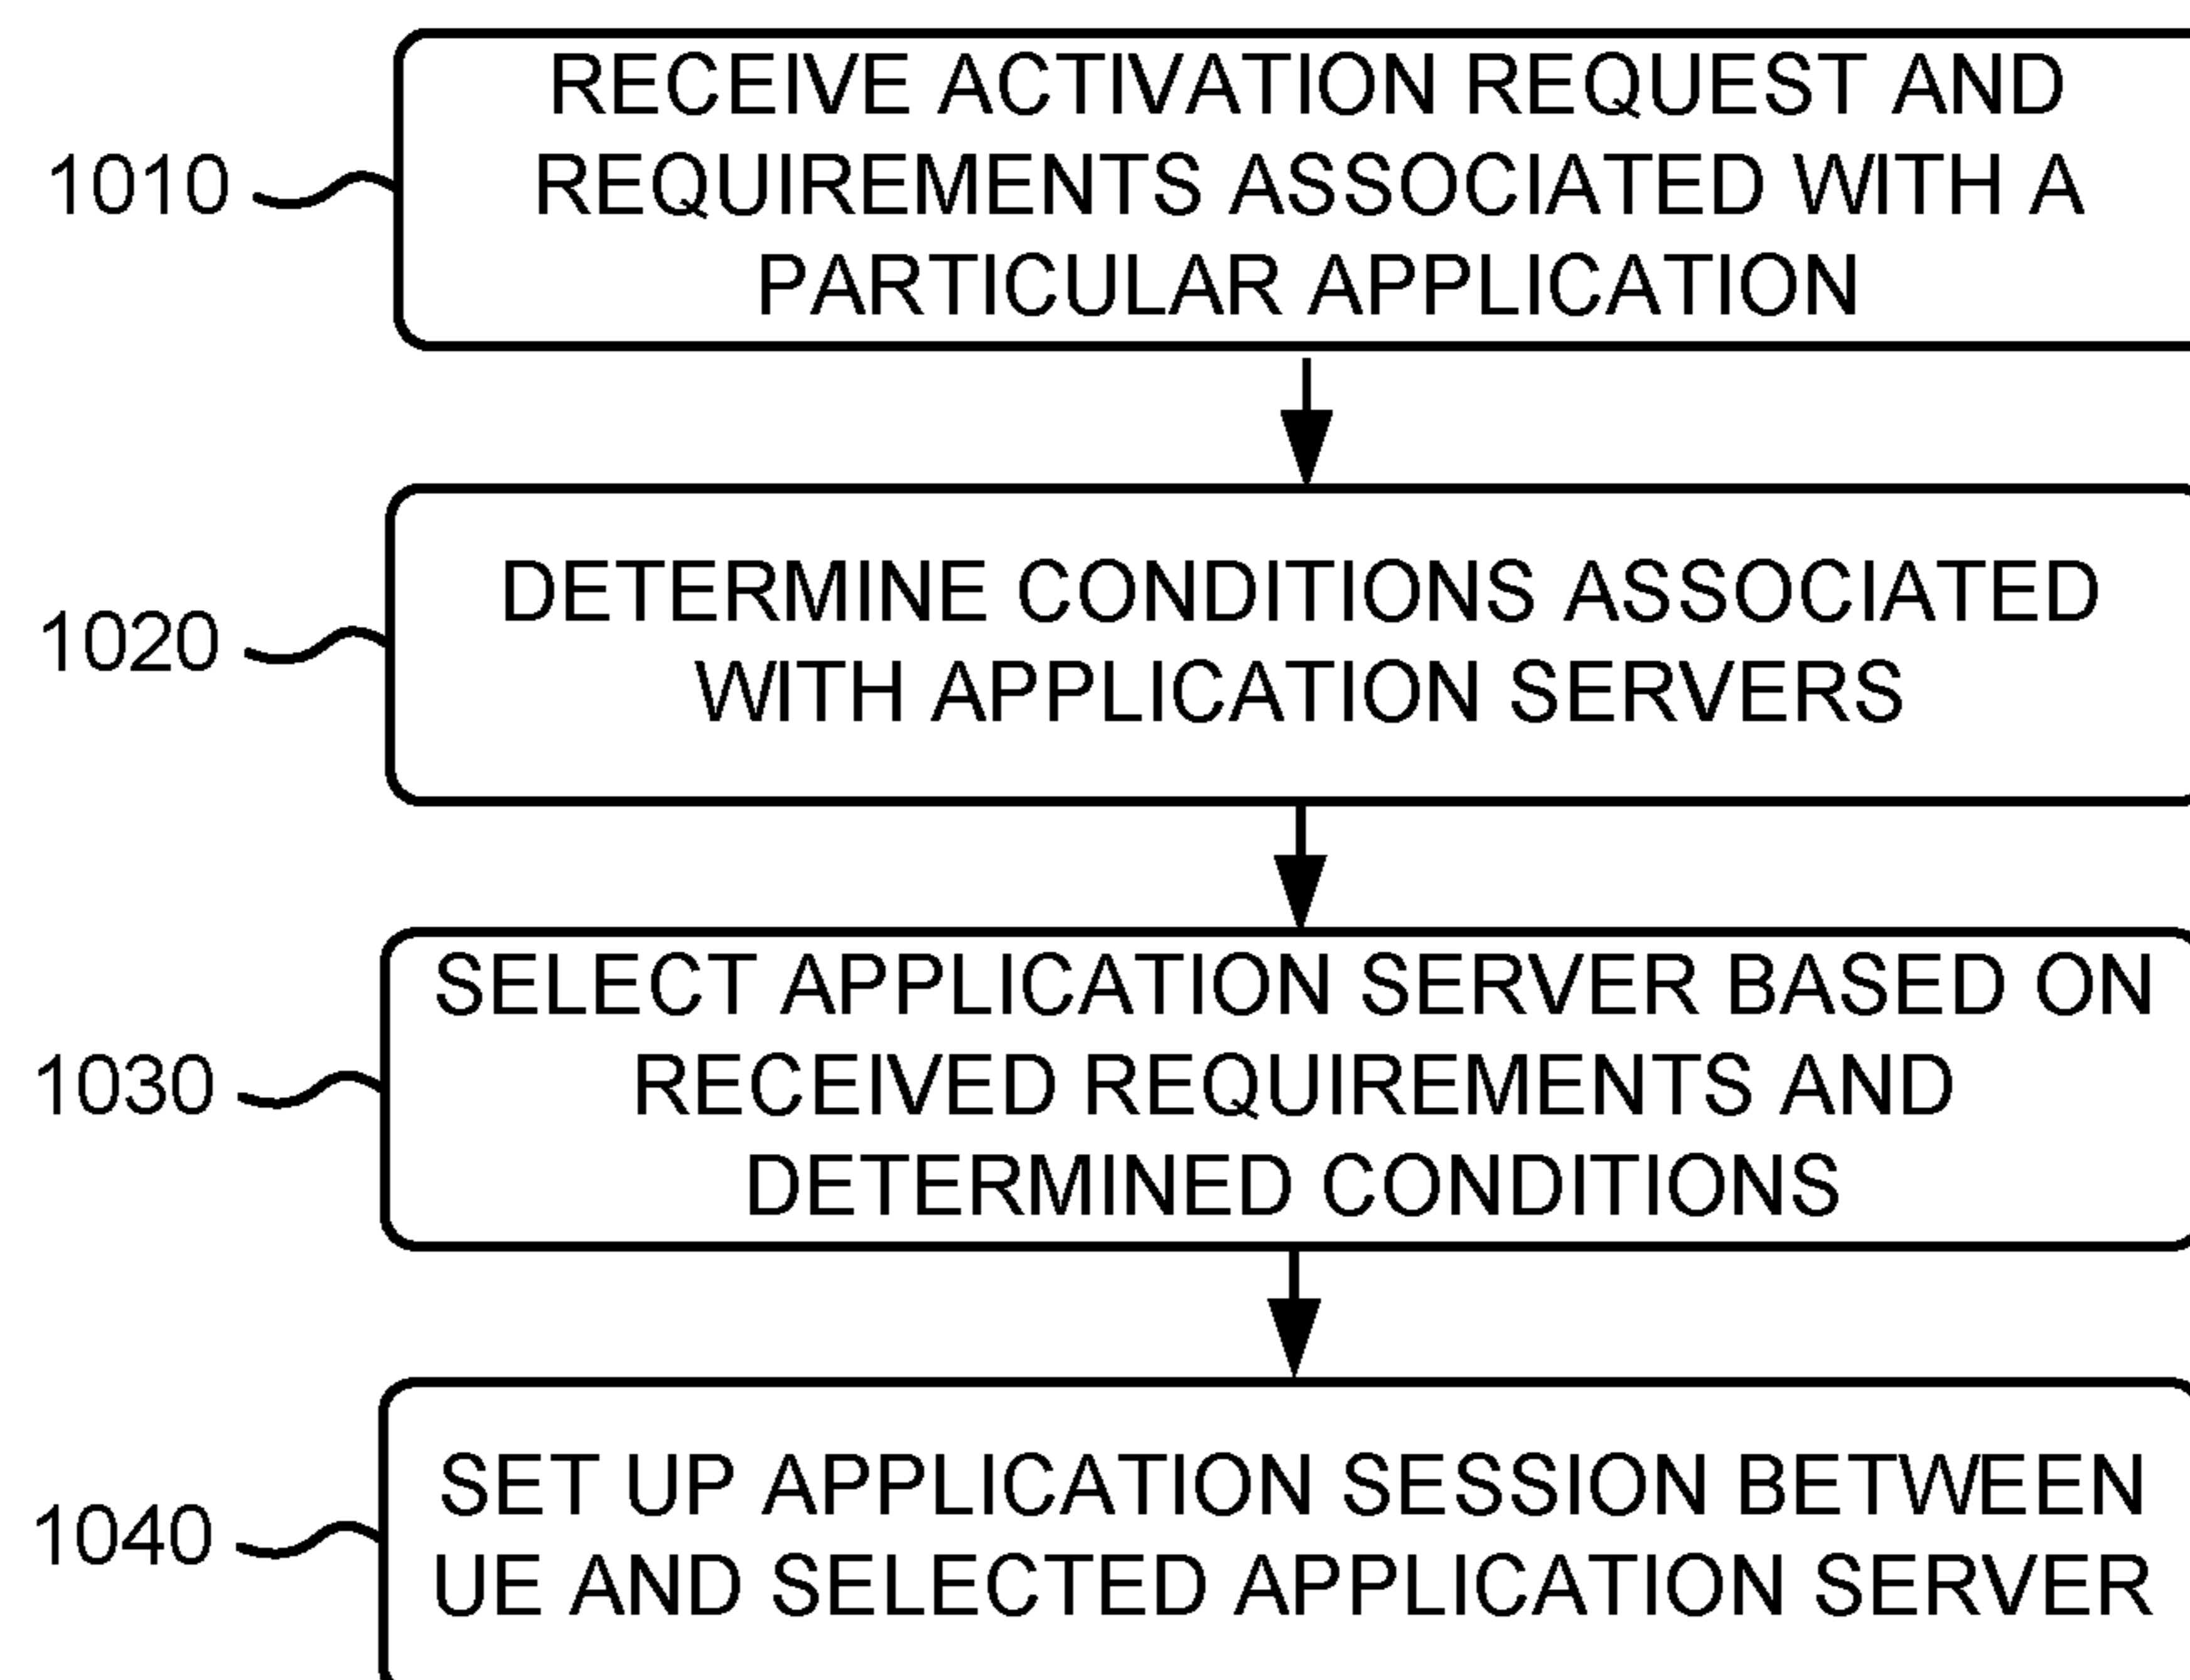 RECEIVE ACTIVATION REQUEST AND
1010
REQUIREMENTS ASSOCIATED WITH A
PARTICULAR APPLICATION
DETERMINE CONDITIONS ASSOCIATED
1020
WITH APPLICATION SERVERS
SELECT APPLICATION SERVER BASED ON
1030
RECEIVED REQUIREMENTS AND
DETERMINED CONDITIONS
SET UP APPLICATION SESSION BETWEEN
1040
UE AND SELECTED APPLICATION SERVER